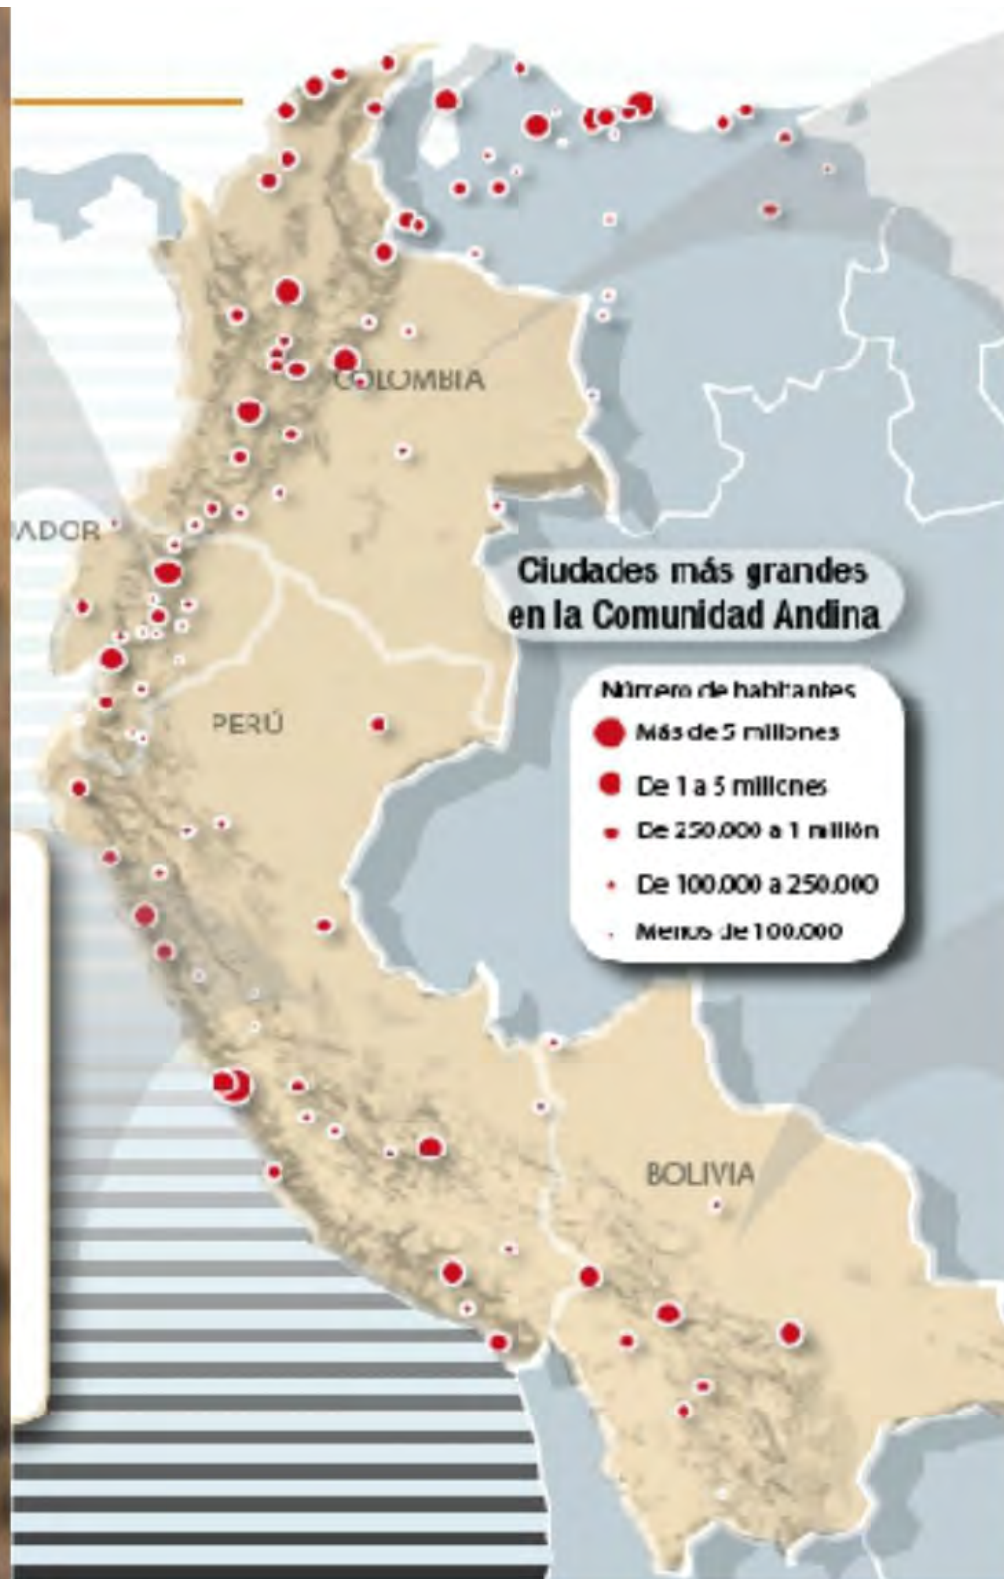 COLOMBIA
UADOR
Ciudades más grandes
en la Comunidad Andina
Número de habitantes
PERÚ
Más de 5 millones
De 1 a 5 millones
De 250.000 a 1 millón
De 100.000 a 250.000
Menos de 100.000
BOLIVIA